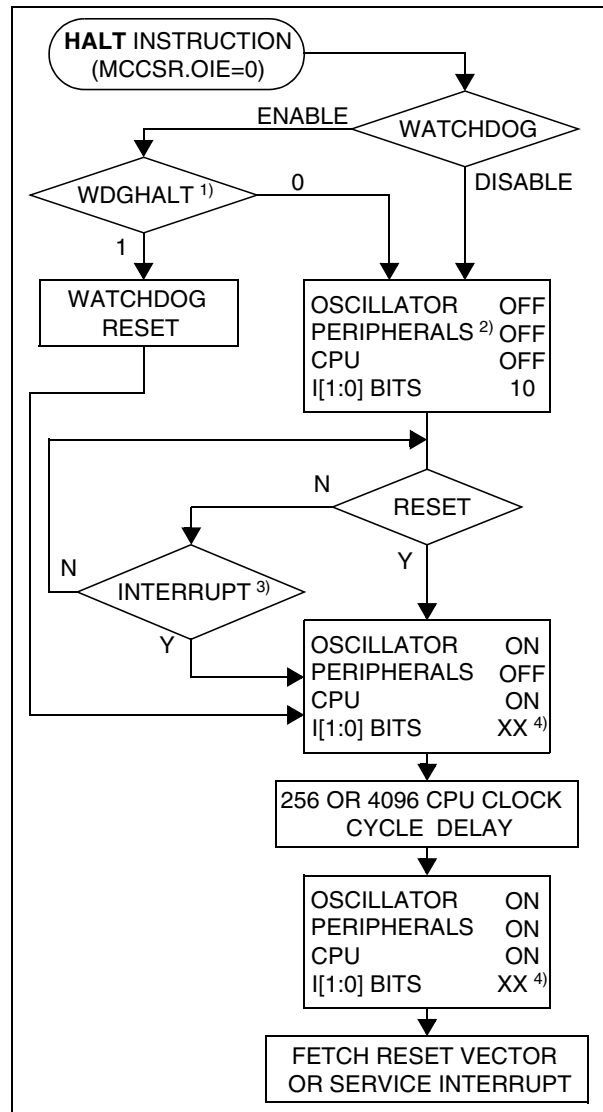 HALT INSTRUCTION
(MCCSR.OIE=0)
ENABLE
WATCHDOG
WDGHALT 1)
0
DISABLE
1
WATCHDOG
RESET
OSCILLATOR OFF
PERIPHERALS 2) OFF
CPU OFF
I[1:0] BITS 10
N
RESET
N
Y
INTERRUPT 3)
Y
OSCILLATOR ON
PERIPHERALS OFF
CPU ON
I[1:0] BITS XX 4)
256 OR 4096 CPU CLOCK
CYCLE DELAY
OSCILLATOR ON
PERIPHERALS ON
CPU ON
I[1:0] BITS XX 4)
FETCH RESET VECTOR
OR SERVICE INTERRUPT